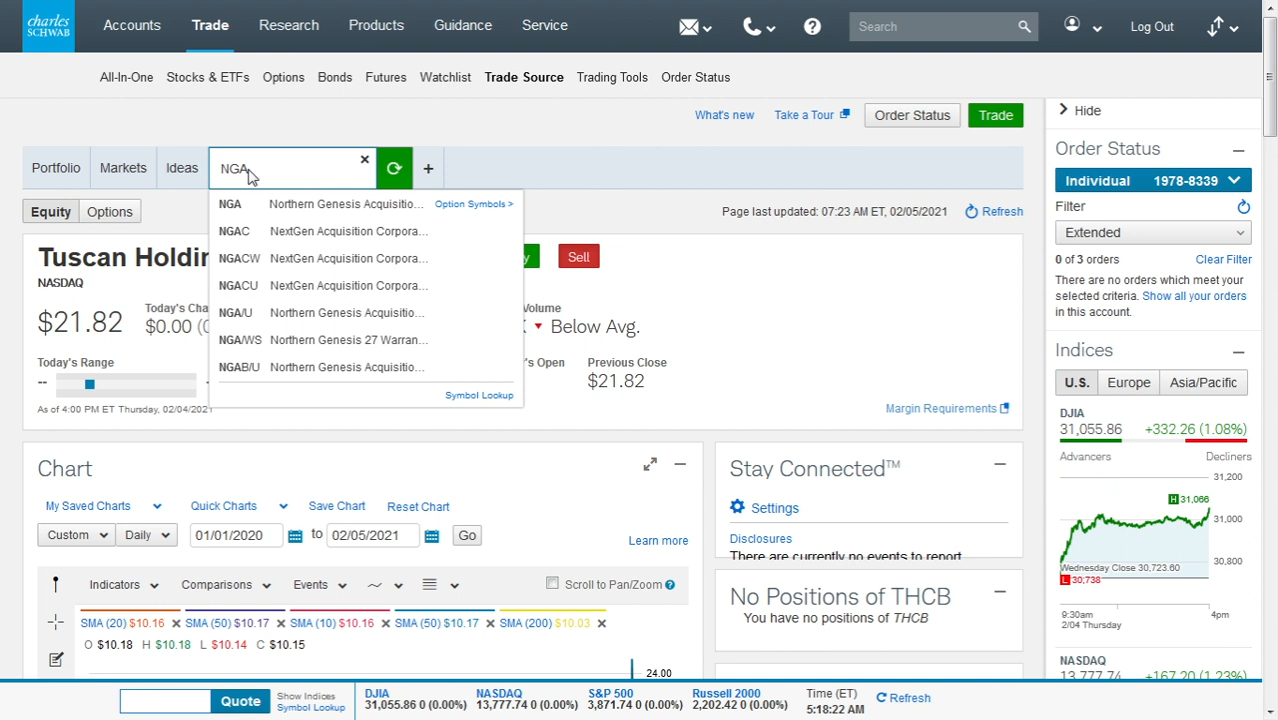 charles
SCHWAB
Accounts Trade Research Products Guidance Service
Search
Log Out
All-In-One Stocks & ETFs Options Bonds Futures Watchlist Trade Source Trading Tools Order Status
What's new Take a Tour Order Status Trade
Hide
Portfolio Markets Ideas NGA × +
NGA Northern Genesis Acquisitio... Option Symbols >
NGAC NextGen Acquisition Corpora...
NGACW NextGen Acquisition Corpora...
NGACU NextGen Acquisition Corpora...
NGA/U Northern Genesis Acquisitio...
NGA/WS Northern Genesis 27 Warran...
NGAB/U Northern Genesis Acquisitio...
Symbol Lookup
Equity Options
Page last updated: 07:23 AM ET, 02/05/2021 Refresh
Tuscan Holdin
Sell
NASDAQ
$21.82
Today's Cha
$0.00 (0
Volume
Below Avg.
Today's Range
-- 
's Open
Previous Close
$21.82
As of 4:00 PM ET Thursday, 02/04/2021
Margin Requirements
Order Status
Individual 1978-8339
Filter
Extended
0 of 3 orders Clear Filter
There are no orders which meet your
selected criteria. Show all your orders
in this account.
Indices
U.S. Europe Asia/Pacific
DJIA
31,055.86 +332.26 (1.08%)
Advancers Decliners
31,200
H 31,066
31,000
30,800
Wednesday Close 30,723.60
L 30,738
9:30am 4pm
2/04 Thursday
NASDAQ
13,777.74 +167.20 (1.23%)
Chart
My Saved Charts Quick Charts Save Chart Reset Chart
Custom Daily 01/01/2020 to 02/05/2021 Go
Learn more
Indicators Comparisons Events Scroll to Pan/Zoom
SMA (20) $10.16 × SMA (50) $10.17 × SMA (10) $10.16 × SMA (50) $10.17 × SMA (200) $10.03 ×
O $10.18 H $10.18 L $10.14 C $10.15
24.00
Stay Connected™
Settings
Disclosures
There are currently no events to report
No Positions of THCB
You have no positions of THCB
Quote
Show Indices
Symbol Lookup
DJIA NASDAQ S&P 500 Russell 2000 Time (ET)
31,055.86 0 (0.00%) 13,777.74 0 (0.00%) 3,871.74 0 (0.00%) 2,202.42 0 (0.00%) 5:18:22 AM
Refresh